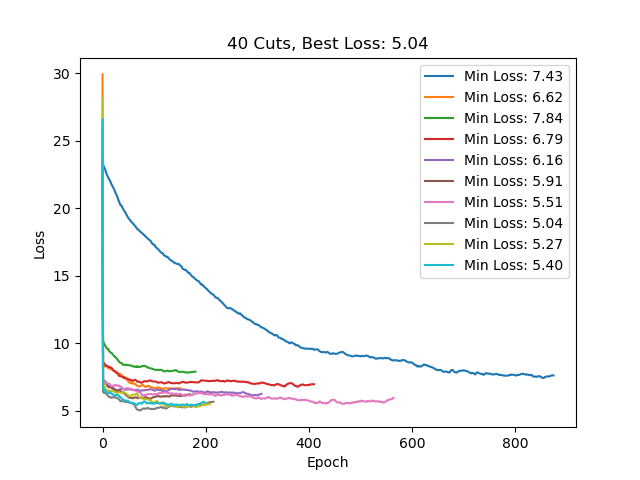 40 Cuts, Best Loss: 5.04
30
25
20
15
10
5
Loss
Min Loss: 7.43
Min Loss: 6.62
Min Loss: 7.84
Min Loss: 6.79
Min Loss: 6.16
Min Loss: 5.91
Min Loss: 5.51
Min Loss: 5.04
Min Loss: 5.27
Min Loss: 5.40
0 200 400 600 800
Epoch